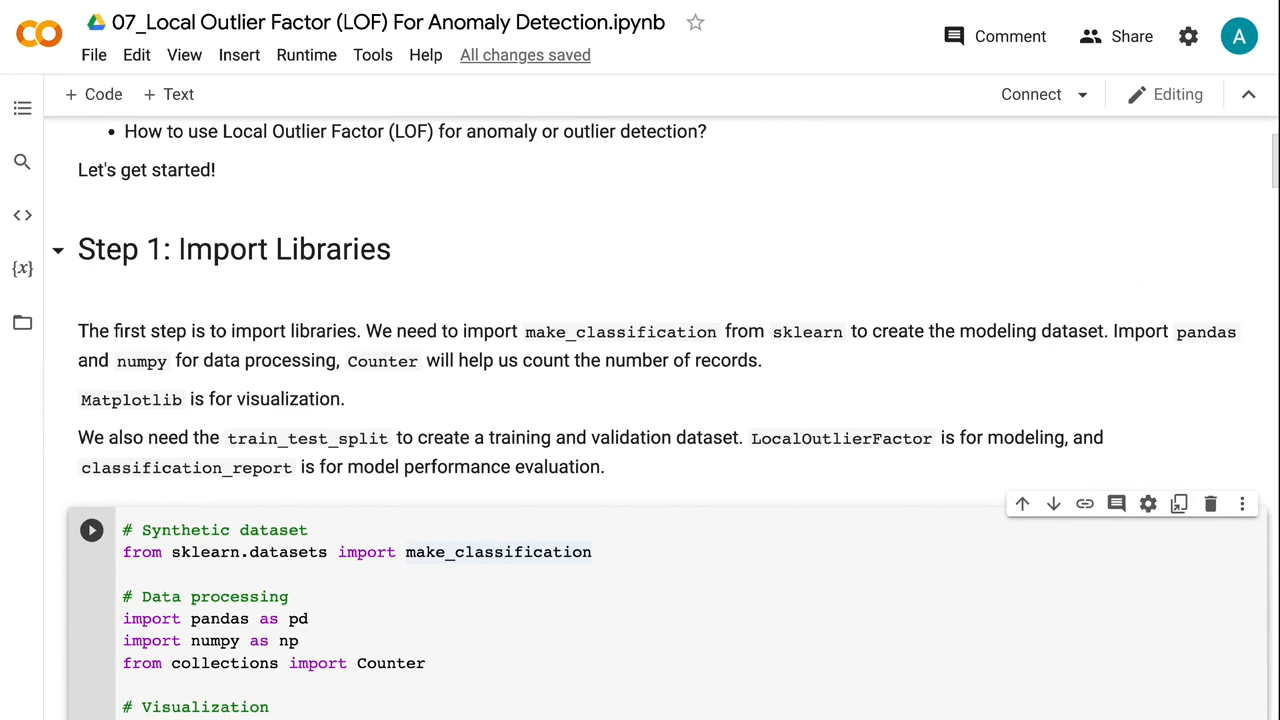 07_Local Outlier Factor (LOF) For Anomaly Detection.ipynb
File Edit View Insert Runtime Tools Help All changes saved
Comment Share A
+ Code + Text
Connect Editing
• How to use Local Outlier Factor (LOF) for anomaly or outlier detection?
Let's get started!
Step 1: Import Libraries
The first step is to import libraries. We need to import make_classification from sklearn to create the modeling dataset. Import pandas
and numpy for data processing, Counter will help us count the number of records.
Matplotlib is for visualization.
We also need the train_test_split to create a training and validation dataset. LocalOutlierFactor is for modeling, and
classification_report is for model performance evaluation.
# Synthetic dataset
from sklearn.datasets import make_classification
# Data processing
import pandas as pd
import numpy as np
from collections import Counter
# Visualization